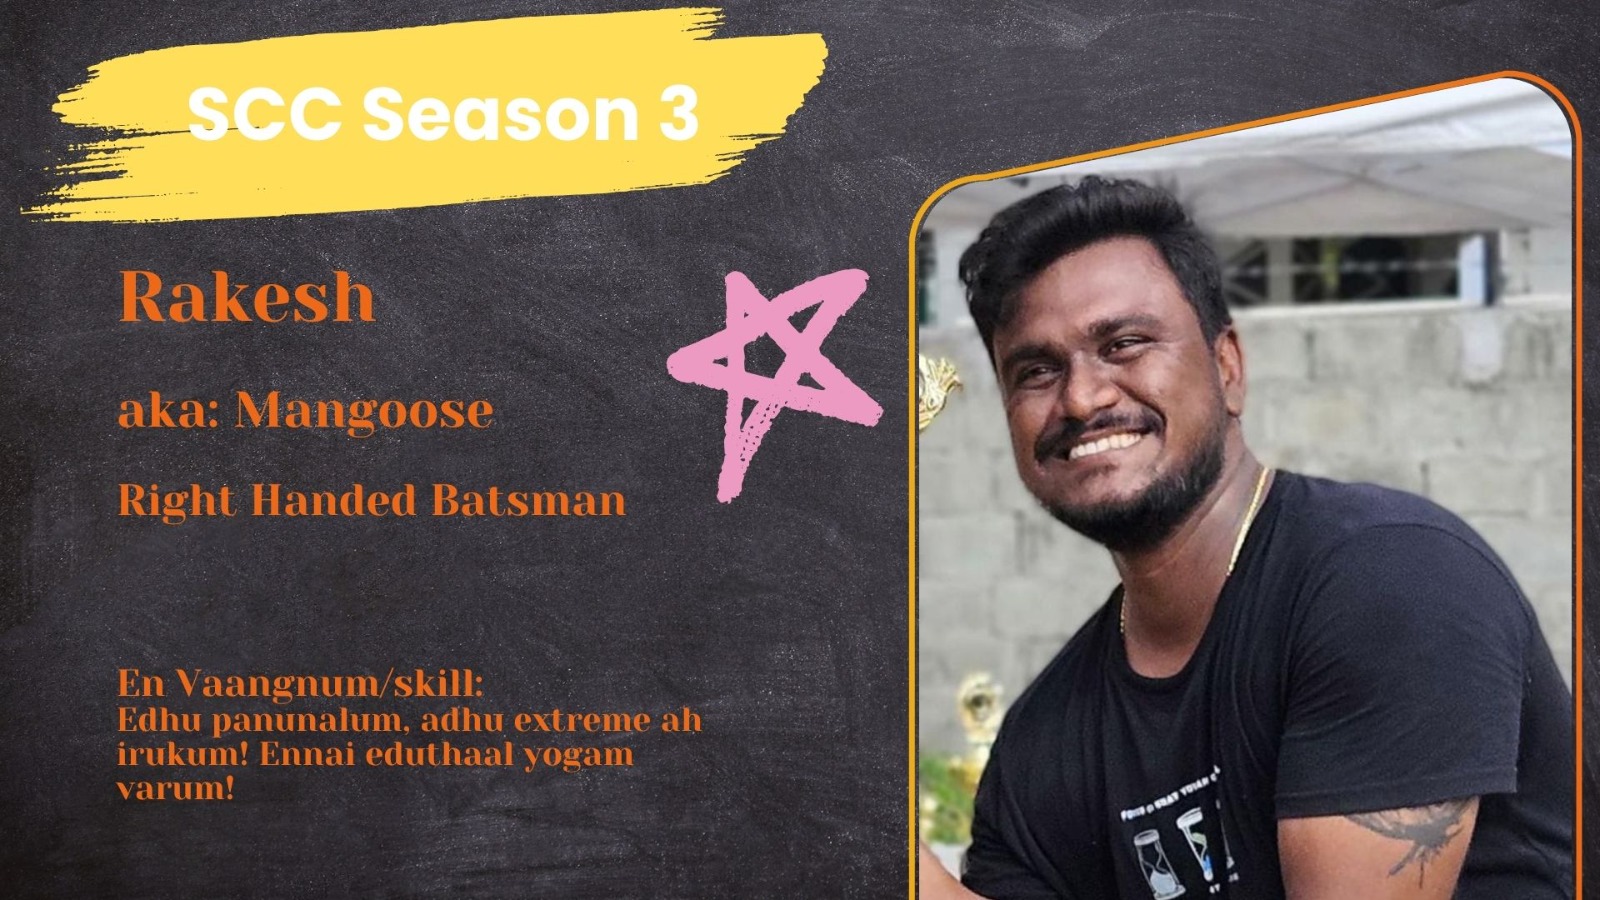 SCC Season 3
Rakesh
aka: Mangoose
Right Handed Batsman
En Vaangnum/skill:
Edhu panunalum, adhu extreme ah
irukum! Ennai eduthaal yogam
varum!